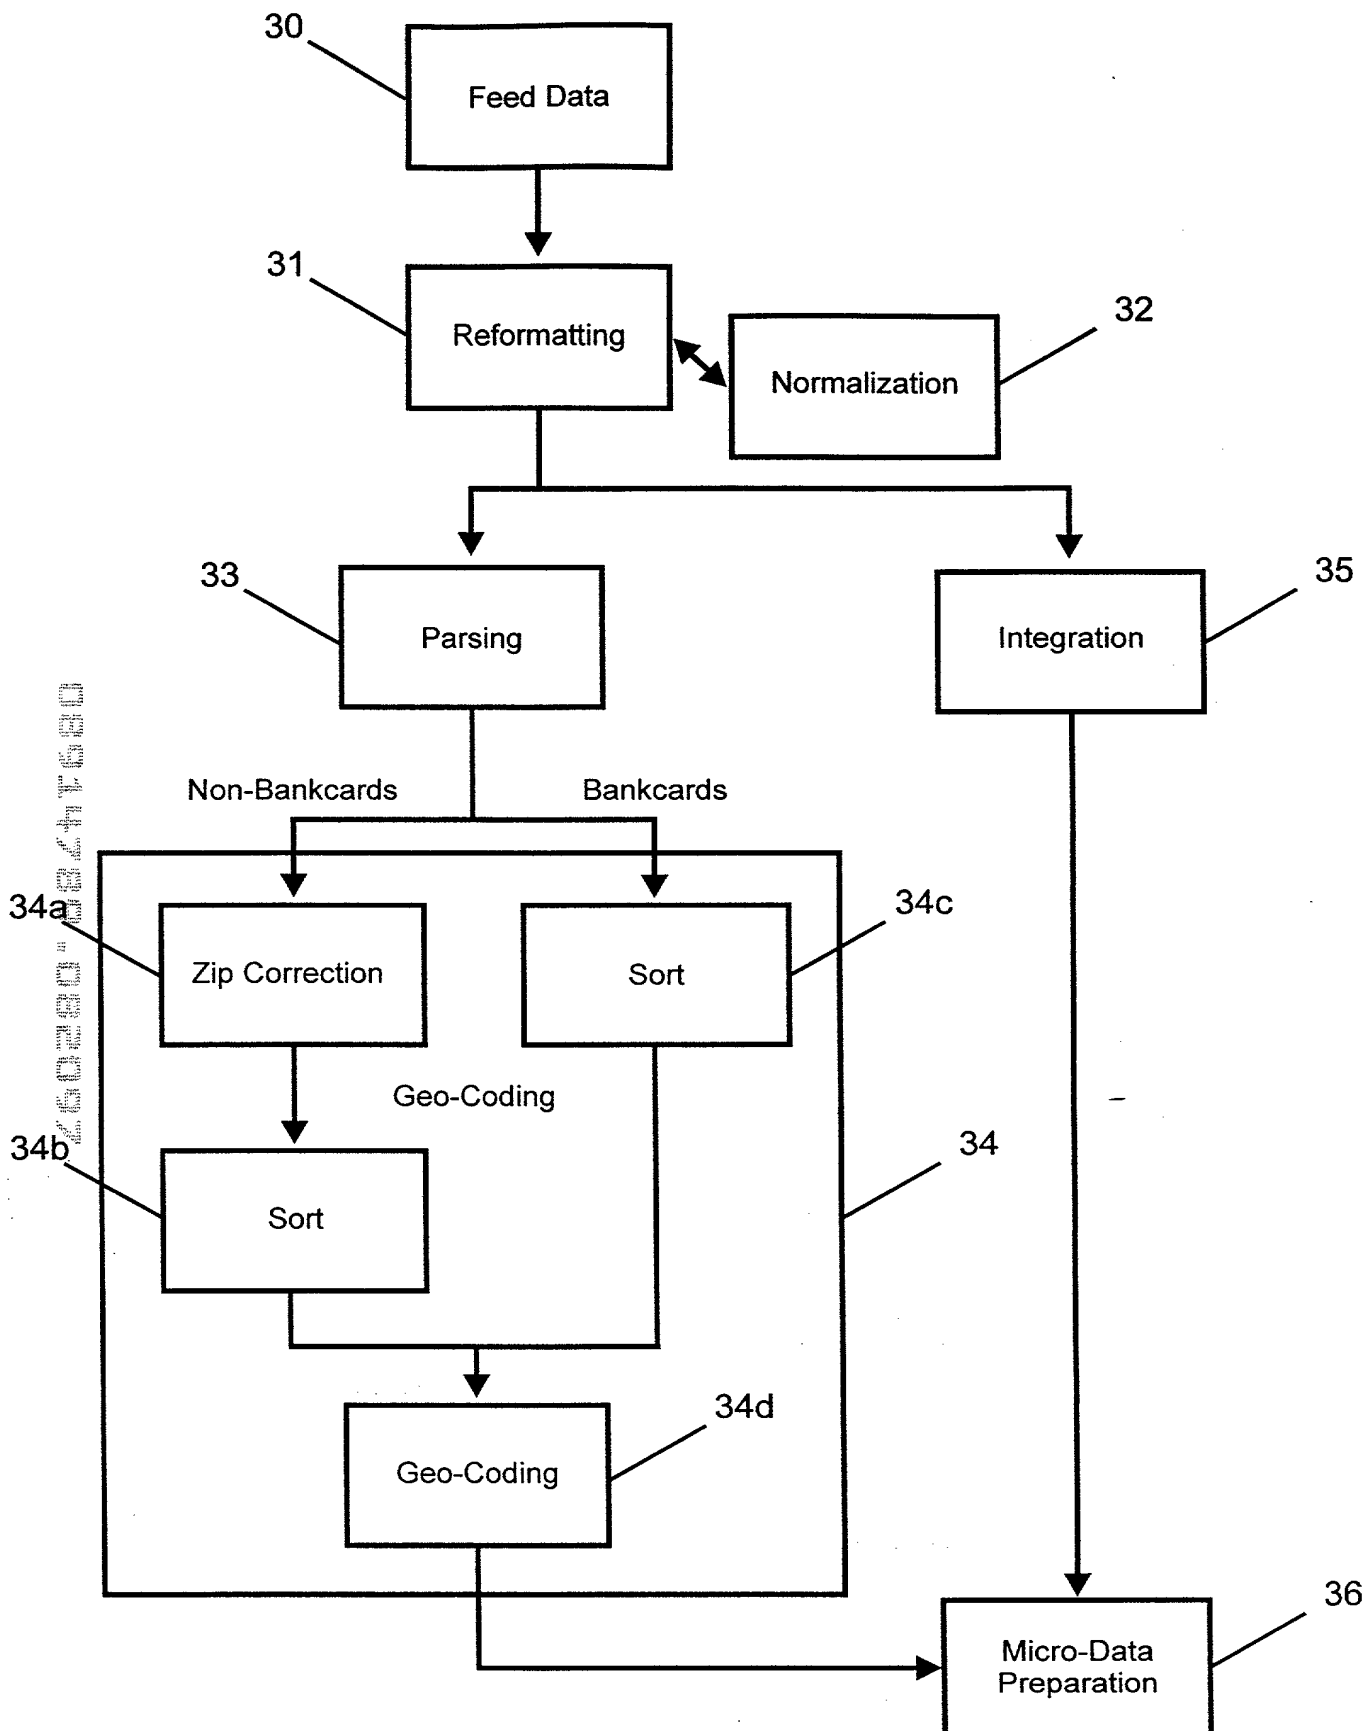 30
Feed Data
31
Reformatting
32
Normalization
33
Parsing
35
Integration
Non-Bankcards
Bankcards
34a
Zip Correction
34c
Sort
Geo-Coding
34b
Sort
34
34d
Geo-Coding
36
Micro-Data
Preparation